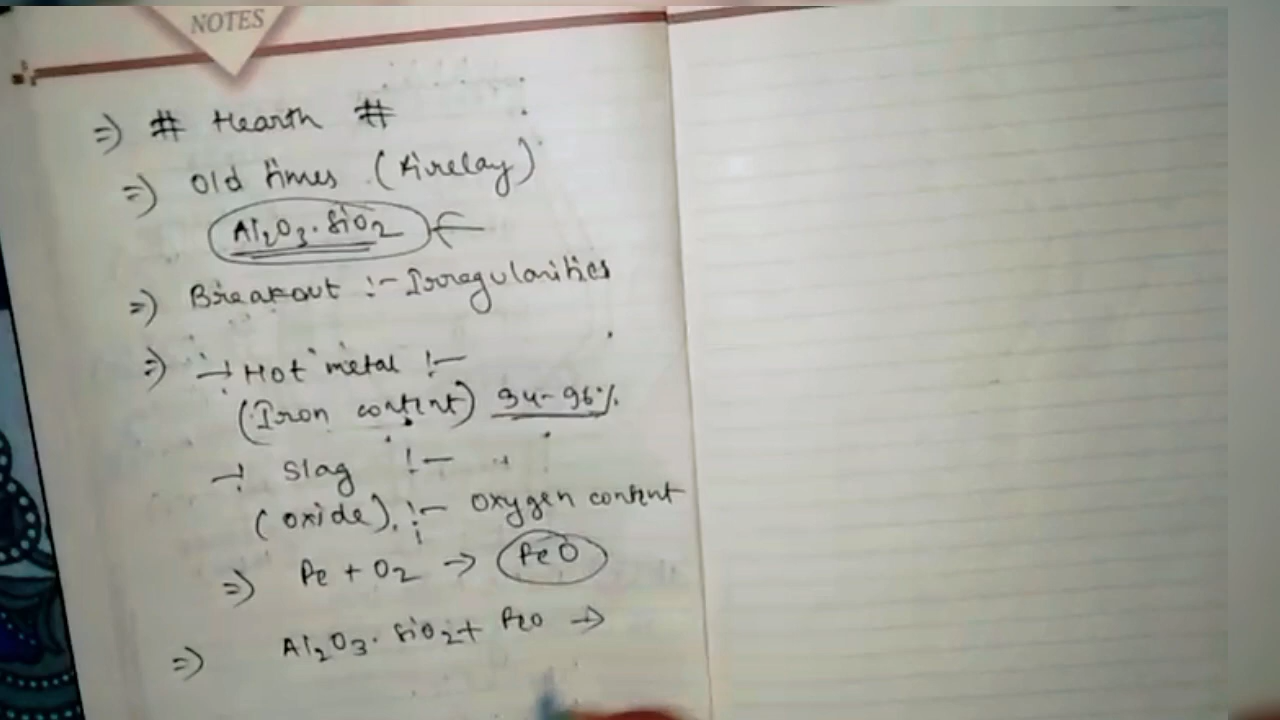 NOTES
=) # Hearth #
=) Old times (Fireclay)
Al2O3.SiO2 ←
=) Breakout :- Irregularities
=) → Hot metal :-
(Iron content) 94-96%
→ Slag :-
(oxide) :- oxygen content
=) Fe + O2 → FeO
=) Al2O3.SiO2 + FeO →